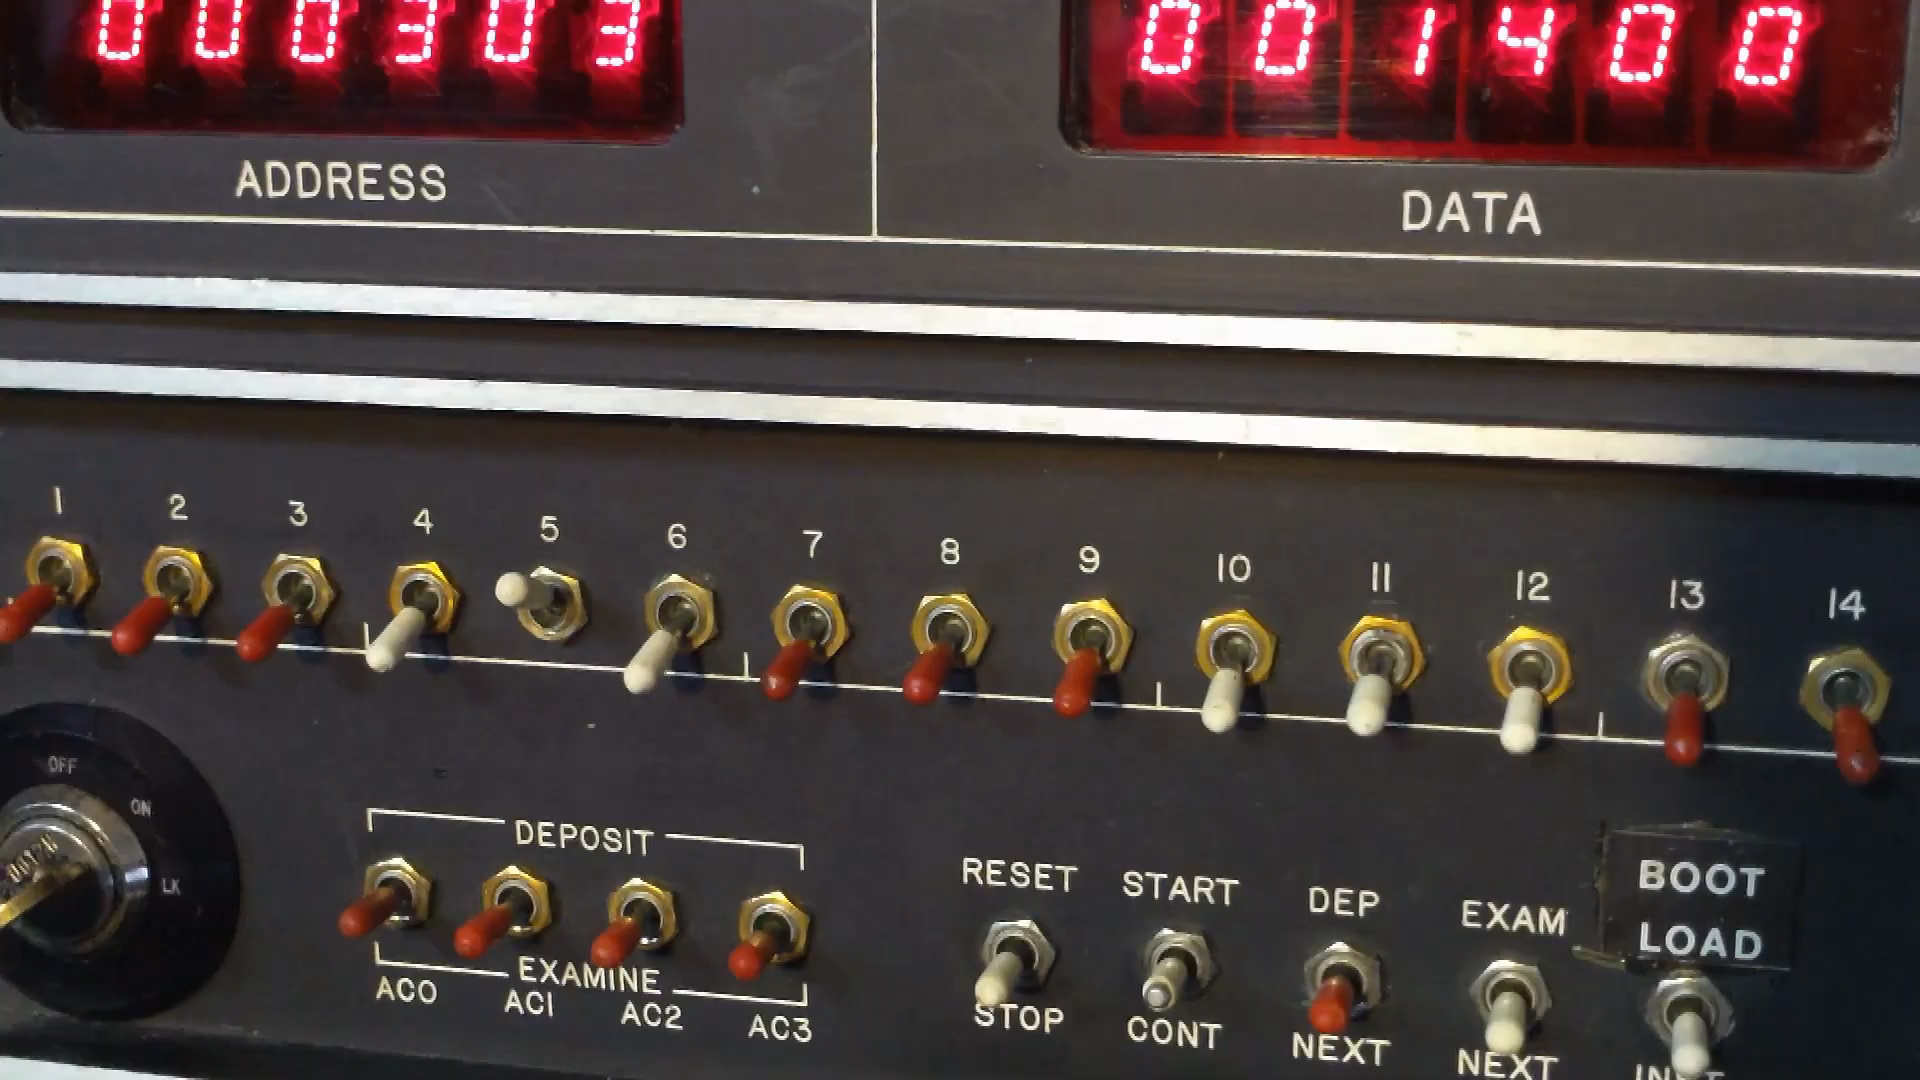 000303 001400
ADDRESS DATA
1 2 3 4 5 6 7 8 9 10 11 12 13 14
OFF
ON
LK
DEPOSIT
EXAMINE
AC0 AC1 AC2 AC3
RESET START DEP EXAM BOOT LOAD
STOP CONT NEXT NEXT